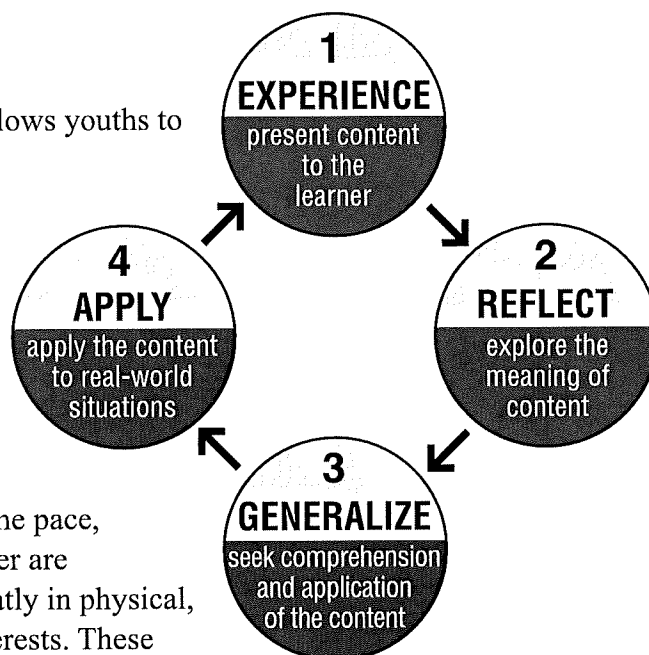 1
EXPERIENCE
present content
to the
learner
lows youths to
2
REFLECT
explore the
meaning of
content
3
GENERALIZE
seek comprehension
and application
of the content
4
APPLY
apply the content
to real-world
situations
ne pace,
er are
atly in physical,
erests. These